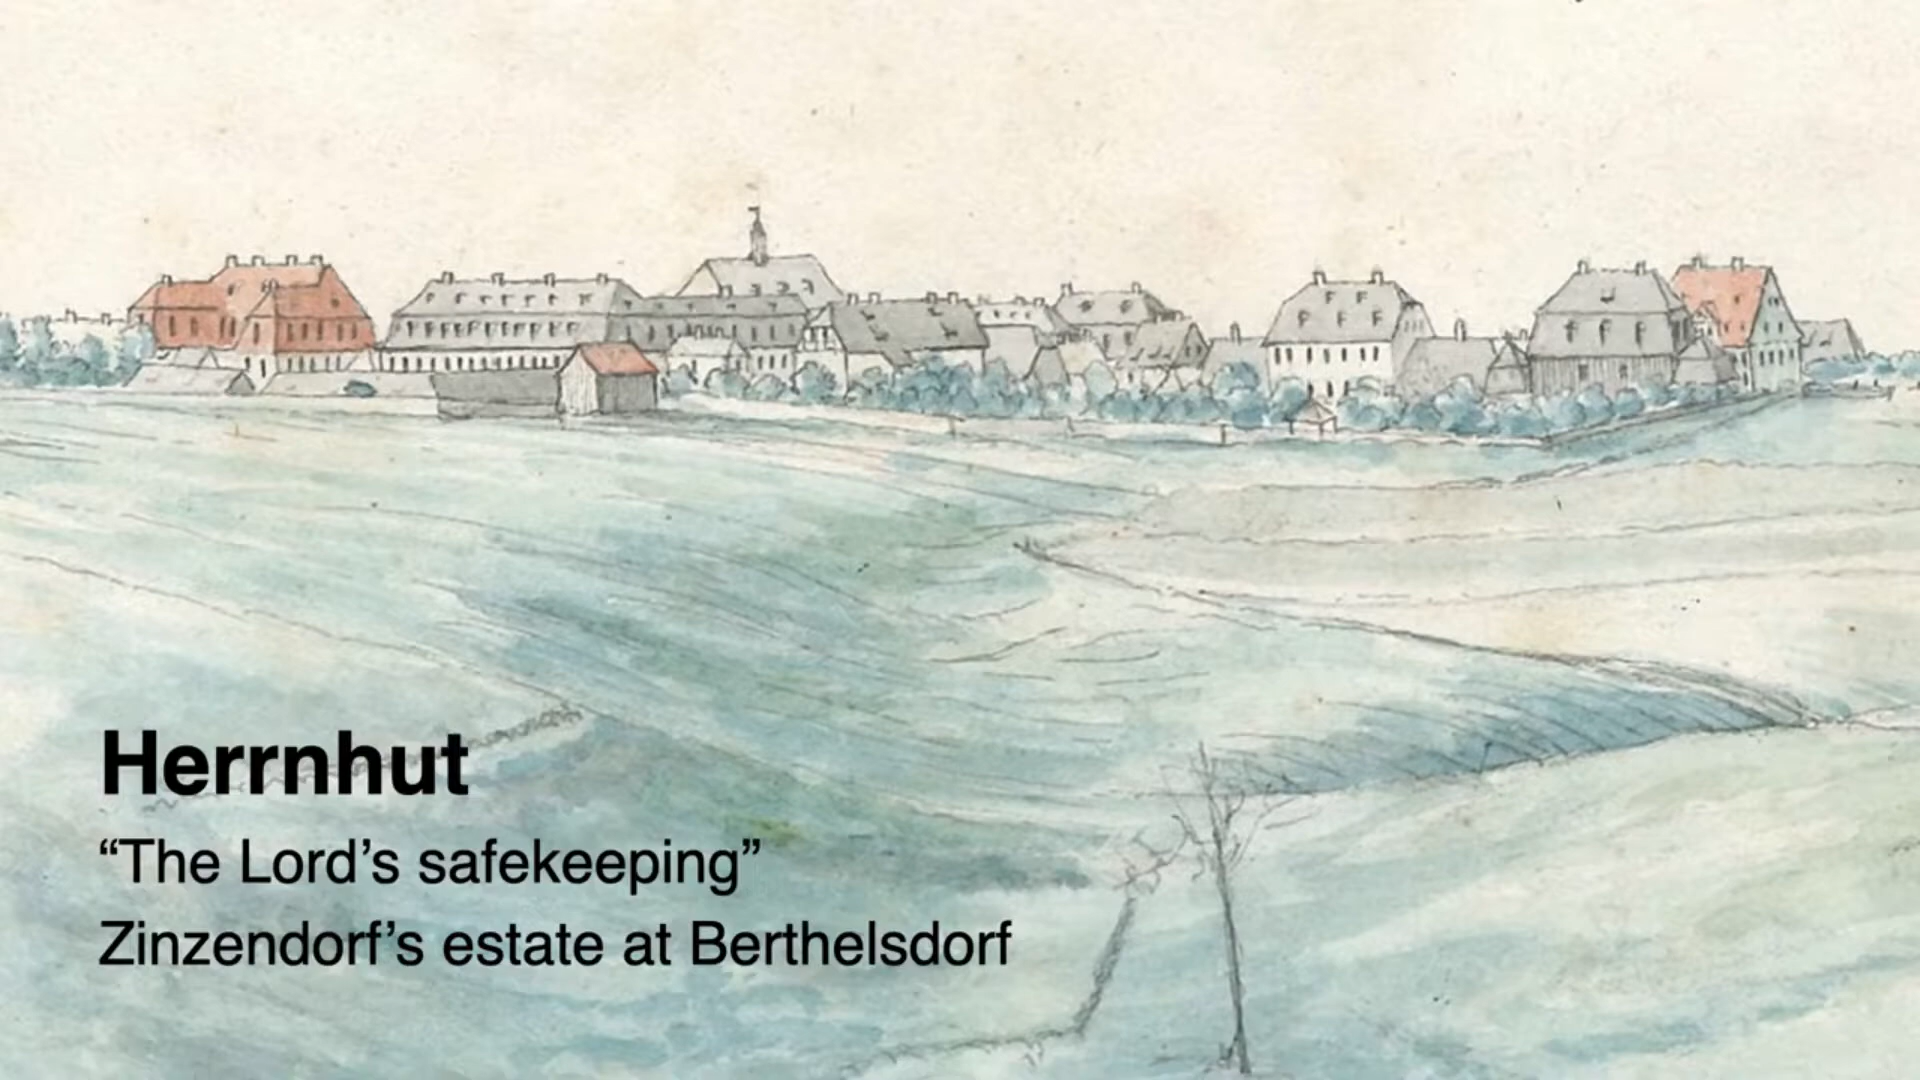 Herrnhut
“The Lord’s safekeeping”
Zinzendorf’s estate at Berthelsdorf